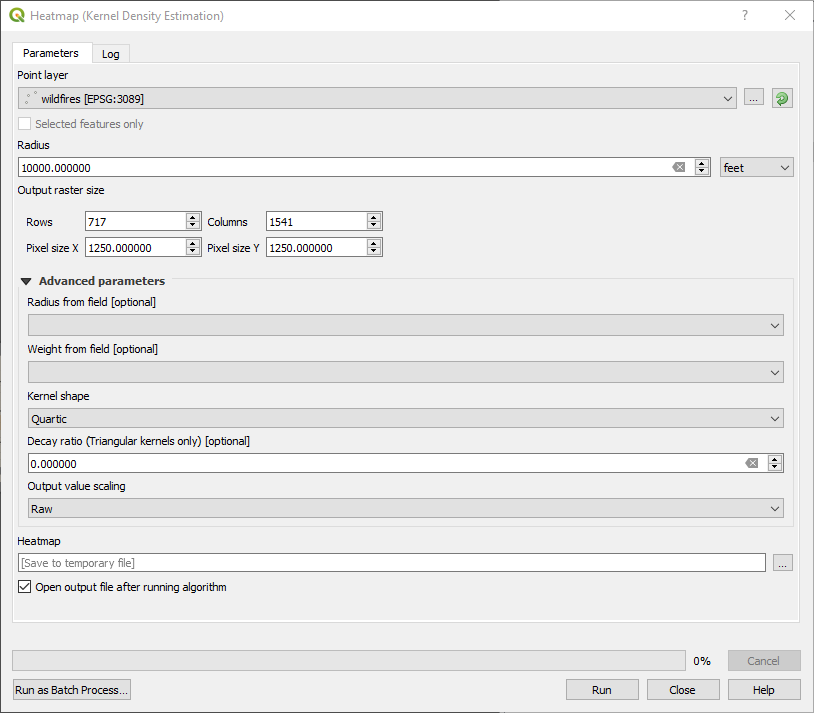 Heatmap (Kernel Density Estimation) ?
Parameters Log
Point layer
wildfires [EPSG:3089] ...
Selected features only
Radius
10000.000000 feet
Output raster size
Rows 717 Columns 1541
Pixel size X 1250.000000 Pixel size Y 1250.000000
Advanced parameters
Radius from field [optional]
Weight from field [optional]
Kernel shape
Quartic
Decay ratio (Triangular kernels only) [optional]
0.000000
Output value scaling
Raw
Heatmap
[Save to temporary file] ...
Open output file after running algorithm
0% Cancel
Run as Batch Process... Run Close Help